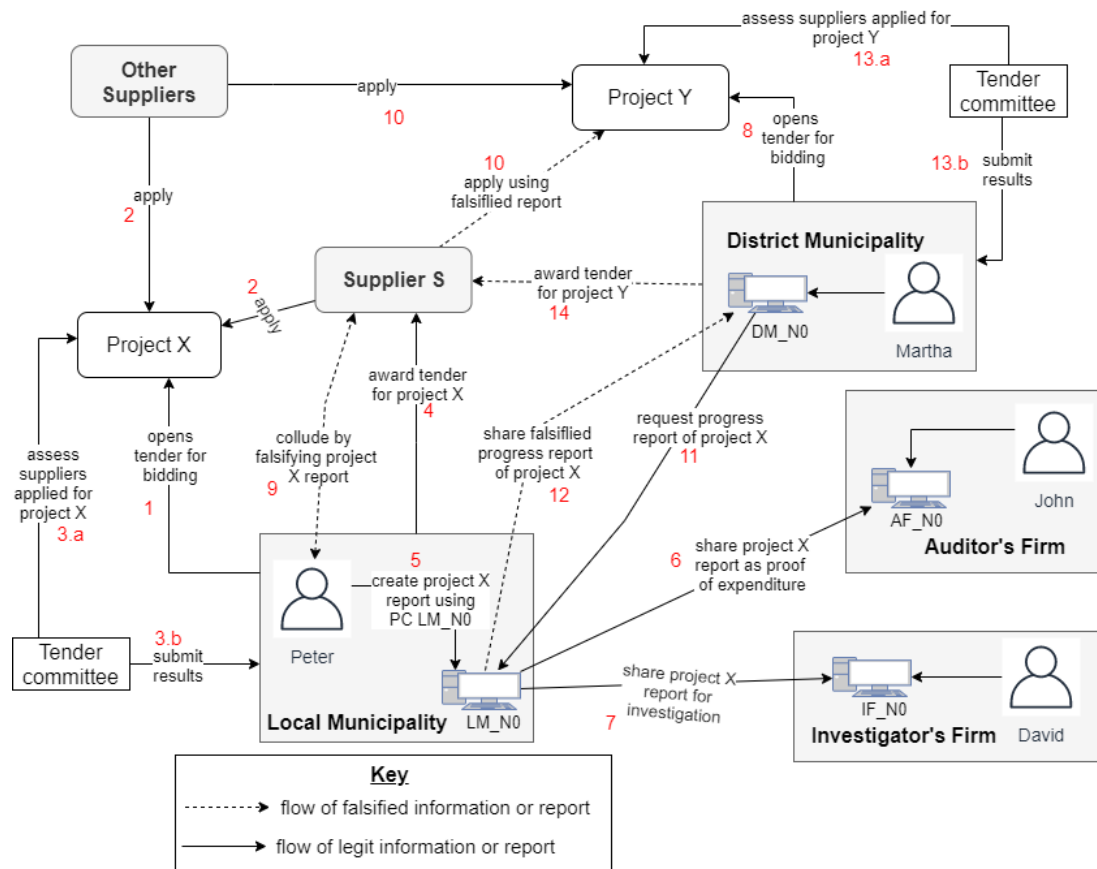 assess suppliers applied for
project Y
13.a
Other
Suppliers
apply
10
Project Y
Tender
committee
8
opens
tender for
bidding
13.b
submit
results
10
apply using
falsiflied report
apply
2
District Municipality
DM_N0
Martha
Supplier S
award tender
for project Y
14
2
apply
Project X
award tender
for project X
4
request progress
report of project X
11
share falsiflied
progress report
of project X
12
collude by
falsifying project
X report
9
opens
tender for
bidding
1
assess
suppliers
applied for
project X
3.a
John
AF_N0
Auditor's Firm
6
share project X
report as proof
of expenditure
5
create project X
report using
PC LM_N0
Peter
LM_N0
Local Municipality
Tender
committee
3.b
submit
results
share project X
report for
investigation
7
IF_N0
David
Investigator's Firm
Key
flow of falsified information or report
flow of legit information or report